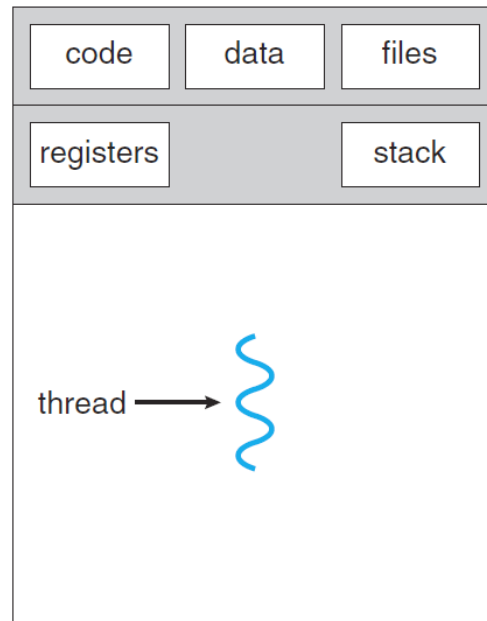 code data files
registers stack
thread